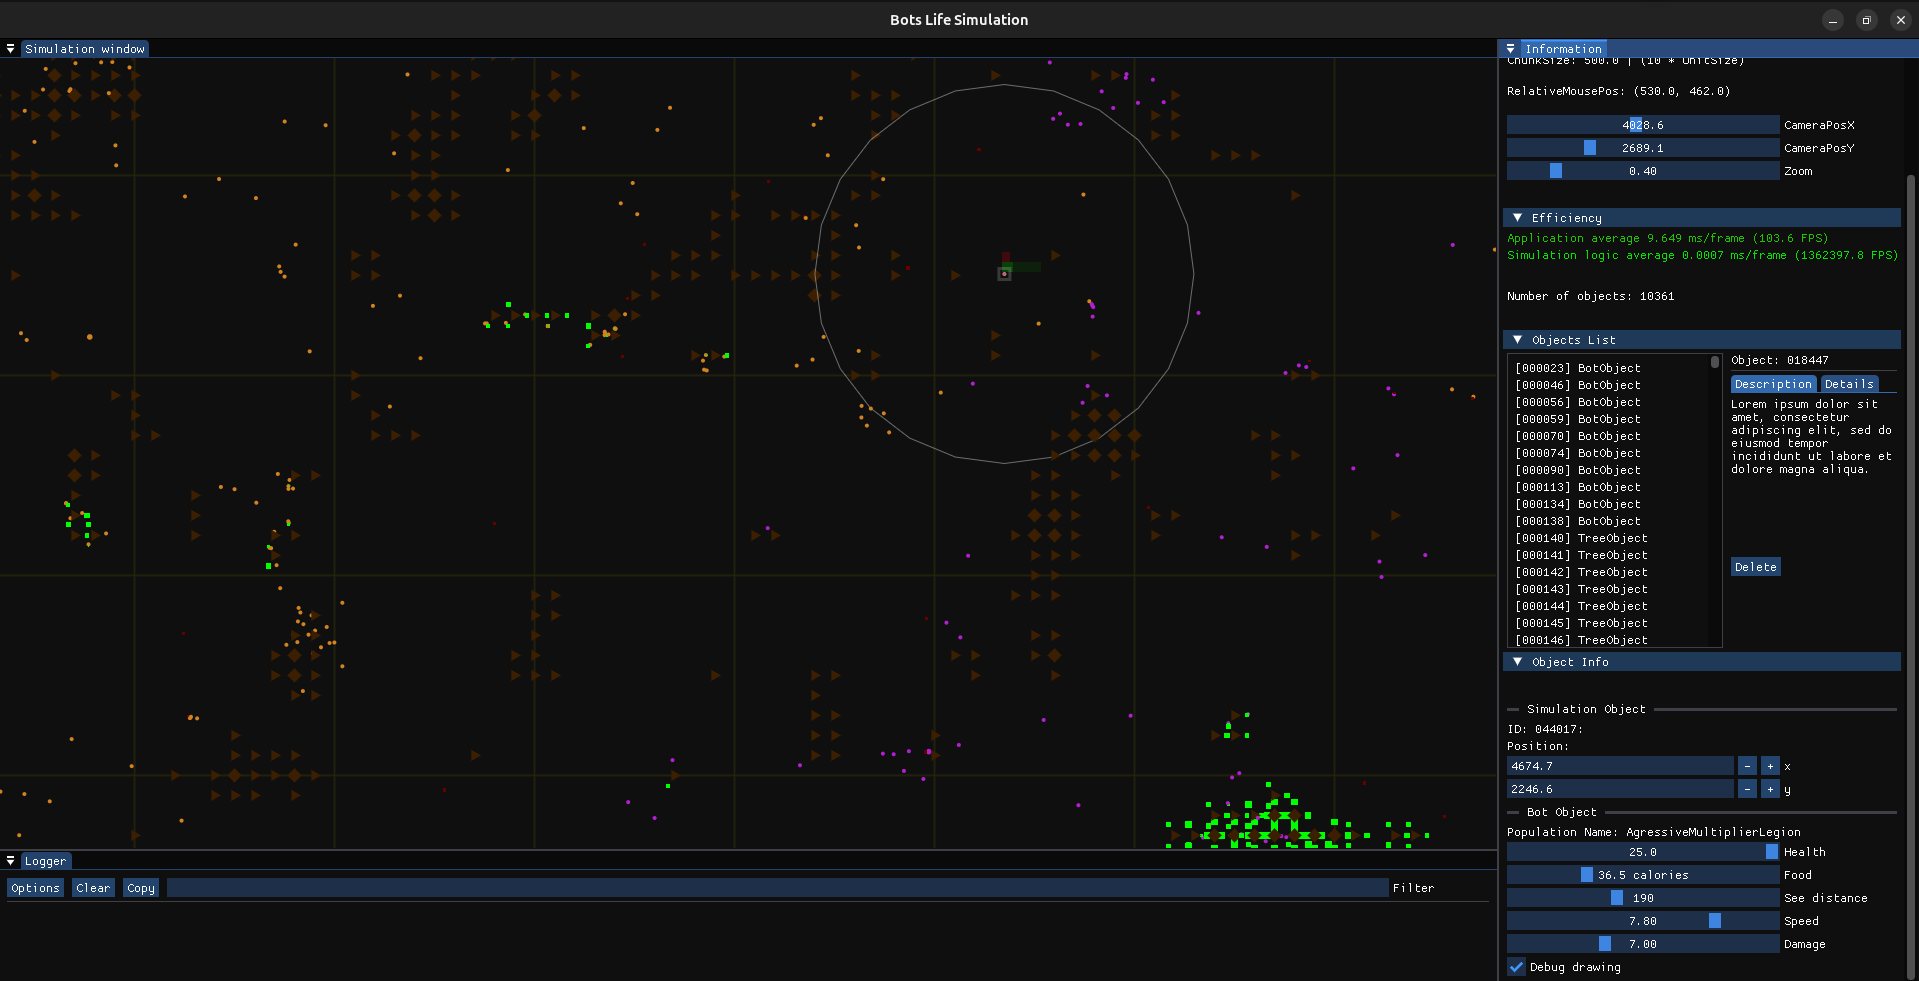 Bots Life Simulation
Simulation window
Information
ChunkSize: 500.0 | (10 * UnitSize)
RelativeMousePos: (530.0, 462.0)
4028.6 CameraPosX
2689.1 CameraPosY
0.40 Zoom
Efficiency
Application average 9.649 ms/frame (103.6 FPS)
Simulation logic average 0.0007 ms/frame (1362397.8 FPS)
Number of objects: 10361
Objects List
[000023] BotObject
[000046] BotObject
[000056] BotObject
[000059] BotObject
[000070] BotObject
[000074] BotObject
[000090] BotObject
[000113] BotObject
[000134] BotObject
[000138] BotObject
[000140] TreeObject
[000141] TreeObject
[000142] TreeObject
[000143] TreeObject
[000144] TreeObject
[000145] TreeObject
[000146] TreeObject
Object: 018447
Description Details
Lorem ipsum dolor sit
amet, consectetur
adipiscing elit, sed do
eiusmod tempor
incididunt ut labore et
dolore magna aliqua.
Delete
Object Info
Simulation Object
ID: 044017:
Position:
4674.7 - + x
2246.6 - + y
Bot Object
Population Name: AgressiveMultiplierLegion
25.0 Health
36.5 calories Food
190 See distance
7.80 Speed
7.00 Damage
Debug drawing
Logger
Options Clear Copy Filter